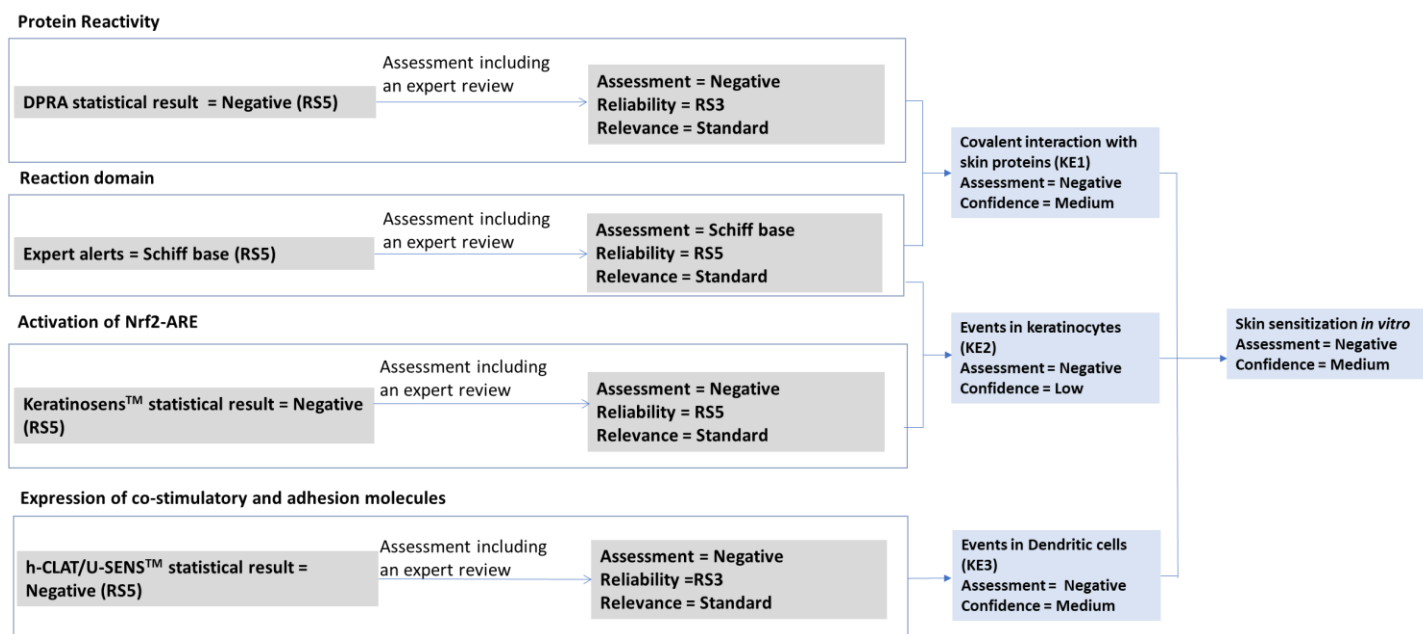 Protein Reactivity
DPRA statistical result = Negative (RS5)
Assessment including
an expert review
Assessment = Negative
Reliability = RS3
Relevance = Standard
Reaction domain
Expert alerts = Schiff base (RS5)
Assessment including
an expert review
Assessment = Schiff base
Reliability = RS5
Relevance = Standard
Activation of Nrf2-ARE
Keratinosens™ statistical result = Negative
(RS5)
Assessment including
an expert review
Assessment = Negative
Reliability = RS5
Relevance = Standard
Expression of co-stimulatory and adhesion molecules
h-CLAT/U-SENS™ statistical result =
Negative (RS5)
Assessment including
an expert review
Assessment = Negative
Reliability =RS3
Relevance = Standard
Covalent interaction with
skin proteins (KE1)
Assessment = Negative
Confidence = Medium
Events in keratinocytes
(KE2)
Assessment = Negative
Confidence = Low
Events in Dendritic cells
(KE3)
Assessment = Negative
Confidence = Medium
Skin sensitization in vitro
Assessment = Negative
Confidence = Medium